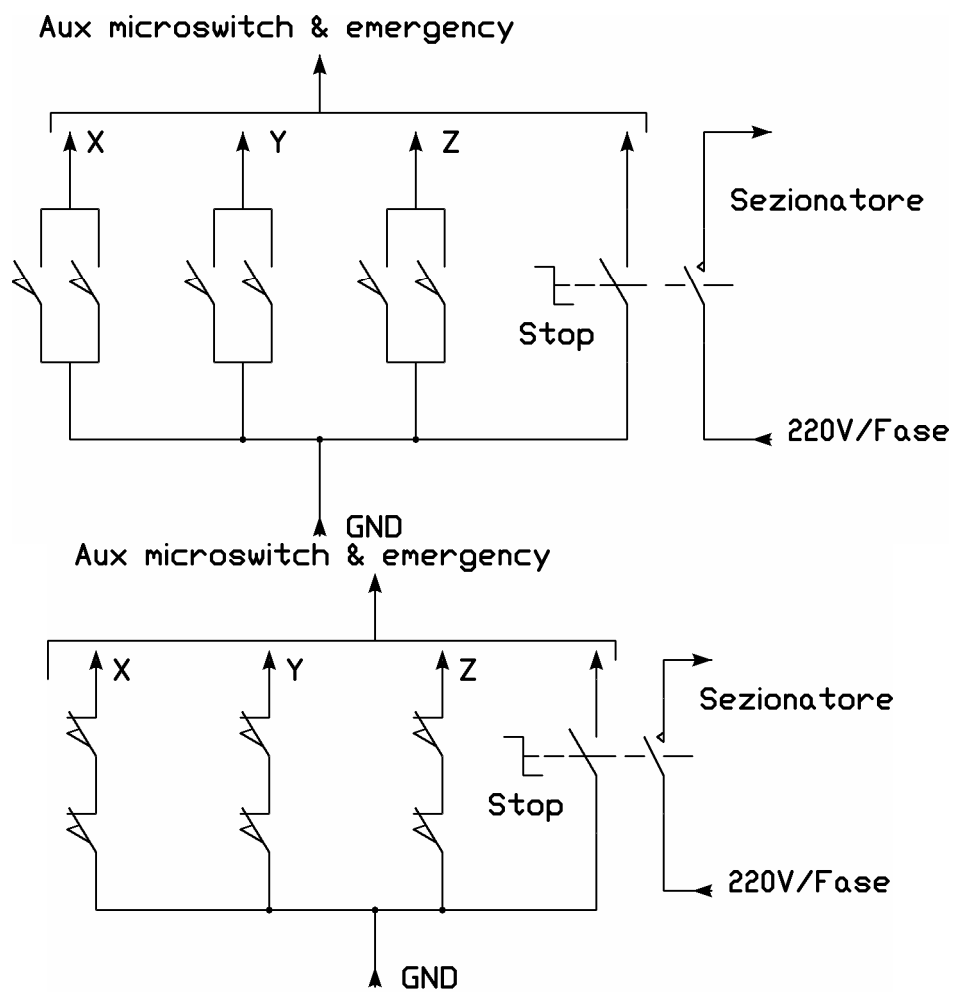 Aux microswitch & emergency
X Y Z
Sezionatore
Stop
220V/Fase
GND
Aux microswitch & emergency
X Y Z
Sezionatore
Stop
220V/Fase
GND